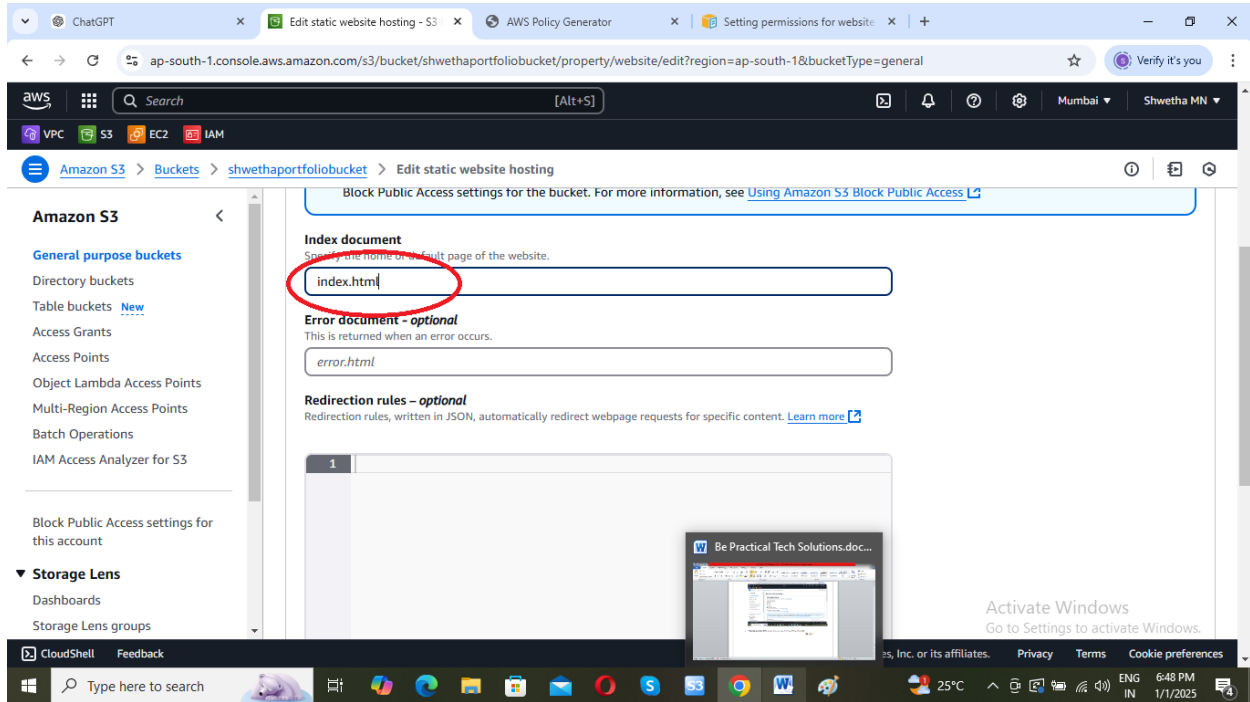 ChatGPT
Edit static website hosting - S3
AWS Policy Generator
Setting permissions for website
ap-south-1.console.aws.amazon.com/s3/bucket/shwethaportfoliobucket/property/website/edit?region=ap-south-1&bucketType=general
Verify it's you
aws
Search
[Alt+S]
Mumbai
Shwetha MN
VPC S3 EC2 IAM
Amazon S3 > Buckets > shwethaportfoliobucket > Edit static website hosting
Amazon S3
General purpose buckets
Directory buckets
Table buckets New
Access Grants
Access Points
Object Lambda Access Points
Multi-Region Access Points
Batch Operations
IAM Access Analyzer for S3
Block Public Access settings for
this account
Storage Lens
Dashboards
Storage Lens groups
Block Public Access settings for the bucket. For more information, see Using Amazon S3 Block Public Access
Index document
Specify the home or default page of the website.
index.html
Error document – optional
This is returned when an error occurs.
error.html
Redirection rules – optional
Redirection rules, written in JSON, automatically redirect webpage requests for specific content. Learn more
1
Be Practical Tech Solutions.doc...
Activate Windows
Go to Settings to activate Windows.
CloudShell Feedback
Inc. or its affiliates. Privacy Terms Cookie preferences
Type here to search
25°C
ENG
IN
6:48 PM
1/1/2025
4